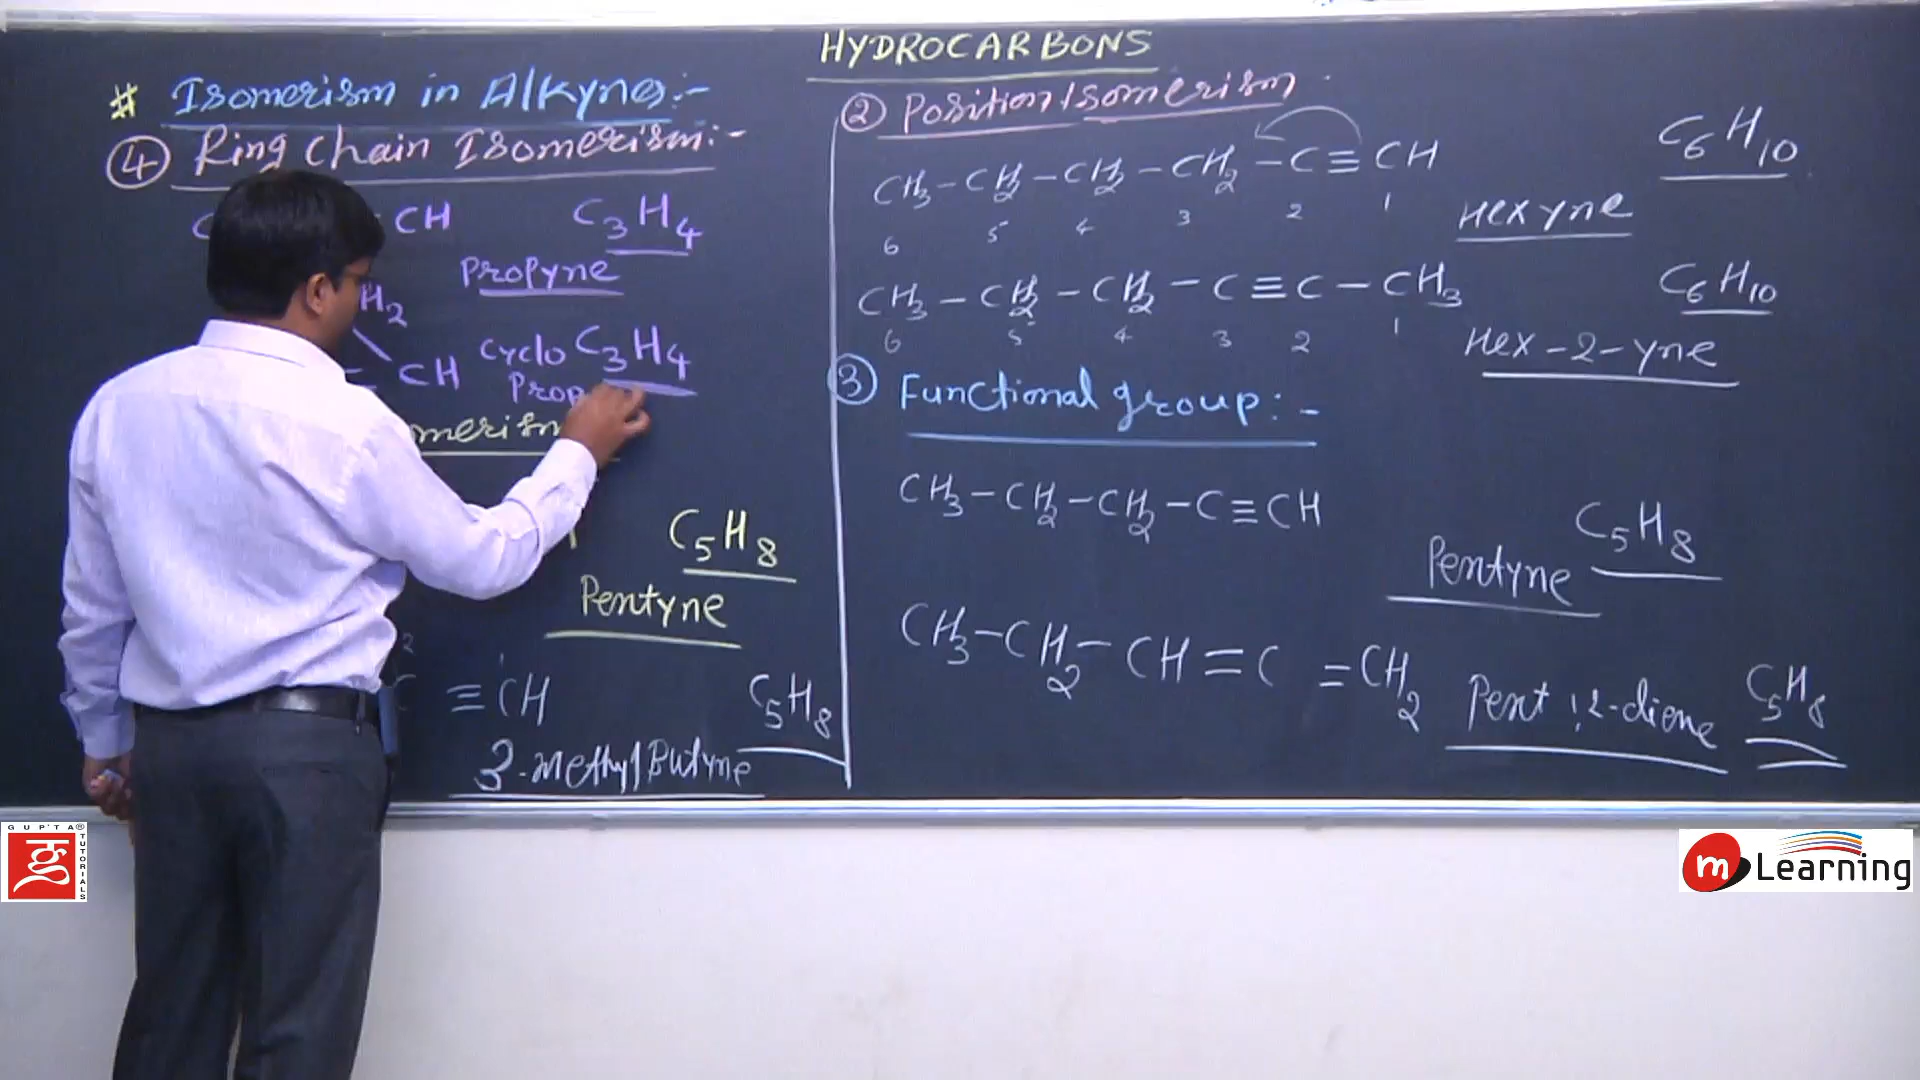 HYDROCARBONS
# Isomerism in Alkynes:-
④ Ring chain Isomerism:-
CH C₃H₄
Propyne
H₂
CH Cyclo C₃H₄
C₅H₈
Pentyne
≡CH C₅H₈
3-methyl Butyne
② Position Isomerism
CH₃-CH₂-CH₂-CH₂-C≡CH C₆H₁₀
6 5 4 3 2 1 Hexyne
CH₃-CH₂-CH₂-C≡C-CH₃ C₆H₁₀
6 5 4 3 2 1 Hex-2-yne
③ Functional group:-
CH₃-CH₂-CH₂-C≡CH C₅H₈
Pentyne
CH₃-CH₂-CH=C=CH₂ C₅H₈
Pent 1,2-diene
GUPTA®
TUTORIALS
m Learning